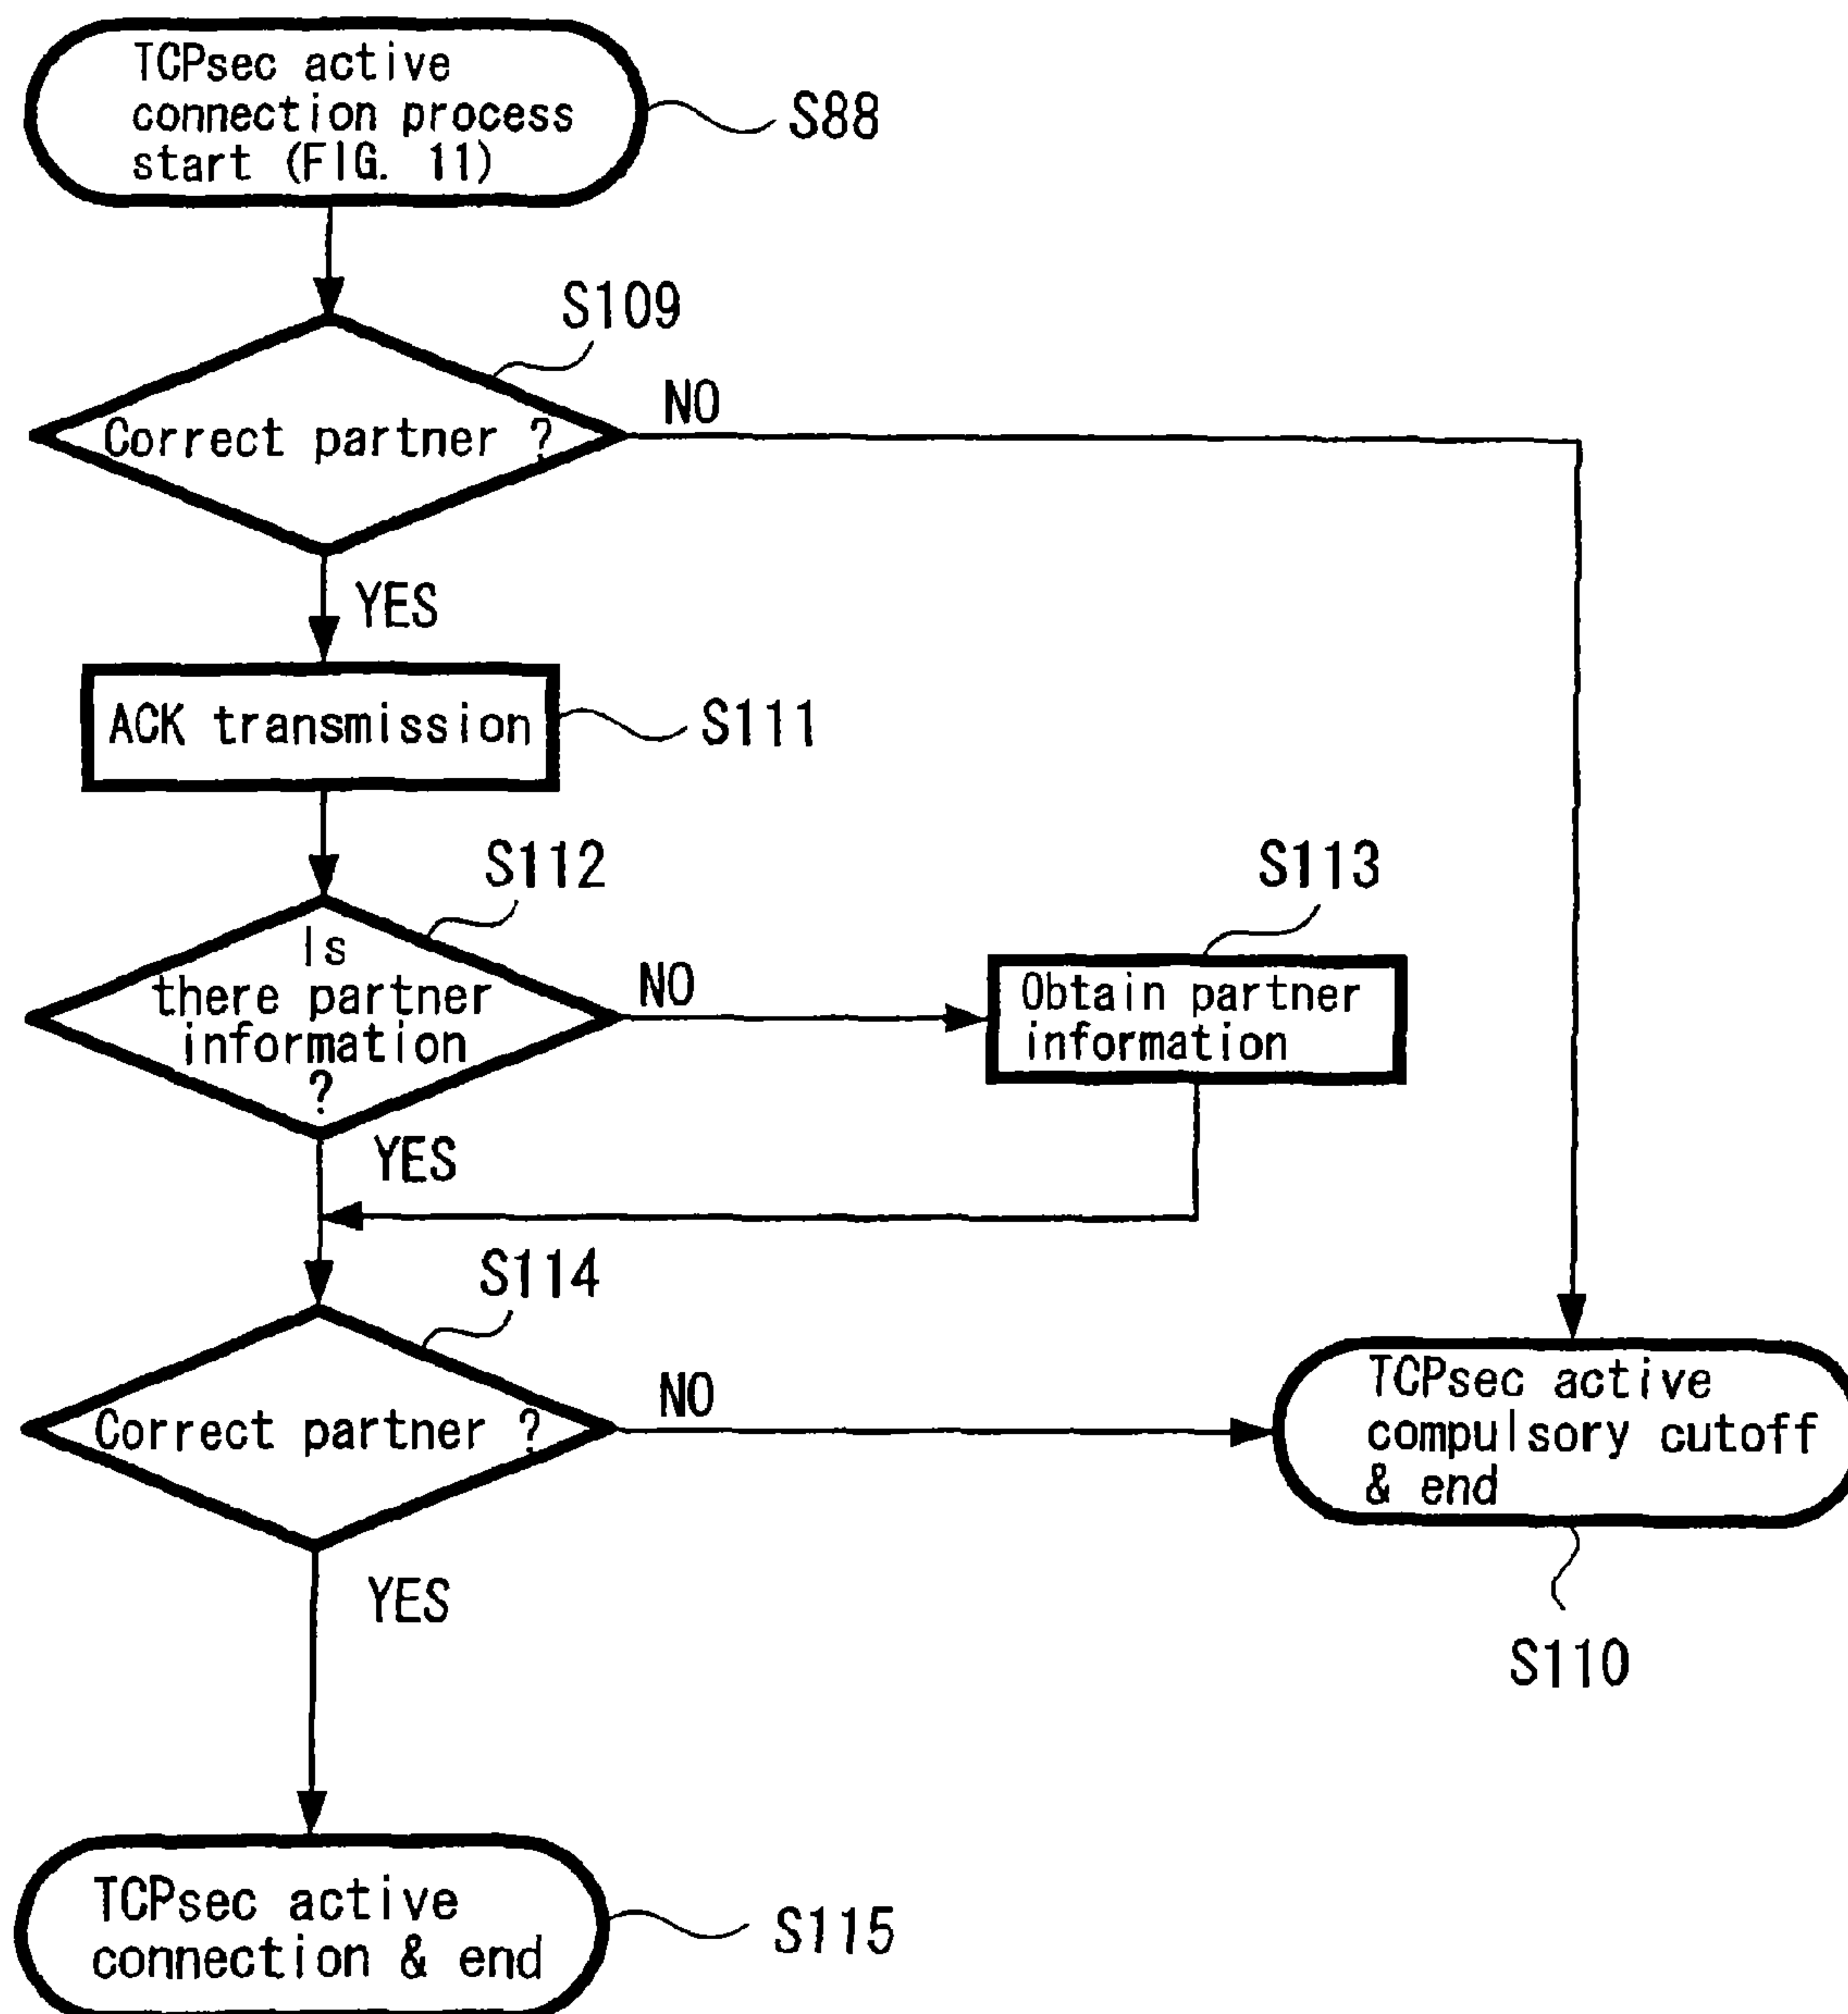 TCPsec active
connection process
start (FIG. 11)
S88
S109
Correct partner ?
NO
YES
ACK transmission
S111
S112
Is
there partner
information
?
NO
S113
Obtain partner
information
YES
S114
Correct partner ?
NO
TCPsec active
compulsory cutoff
& end
S110
YES
TCPsec active
connection & end
S115